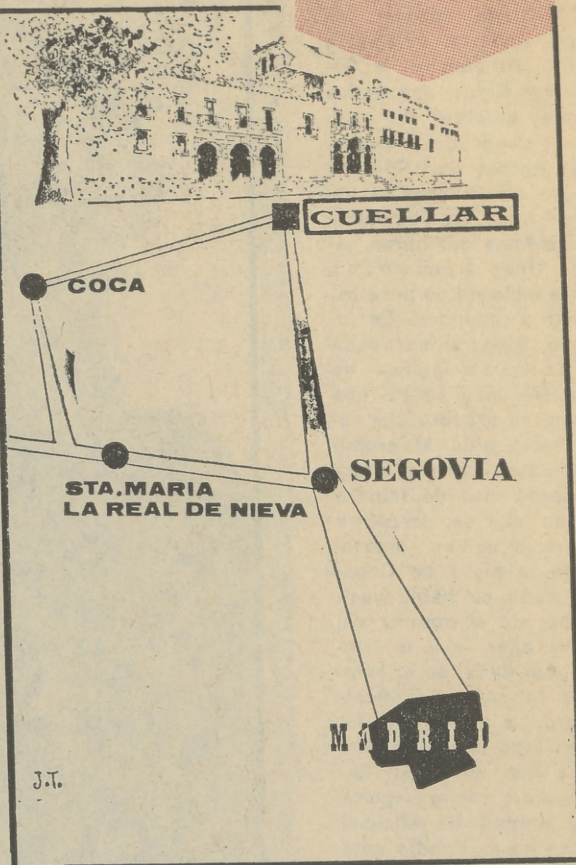 CUELLAR
COCA
SEGOVIA
STA.MARIA
LA REAL DE NIEVA
MADRID
J.T.